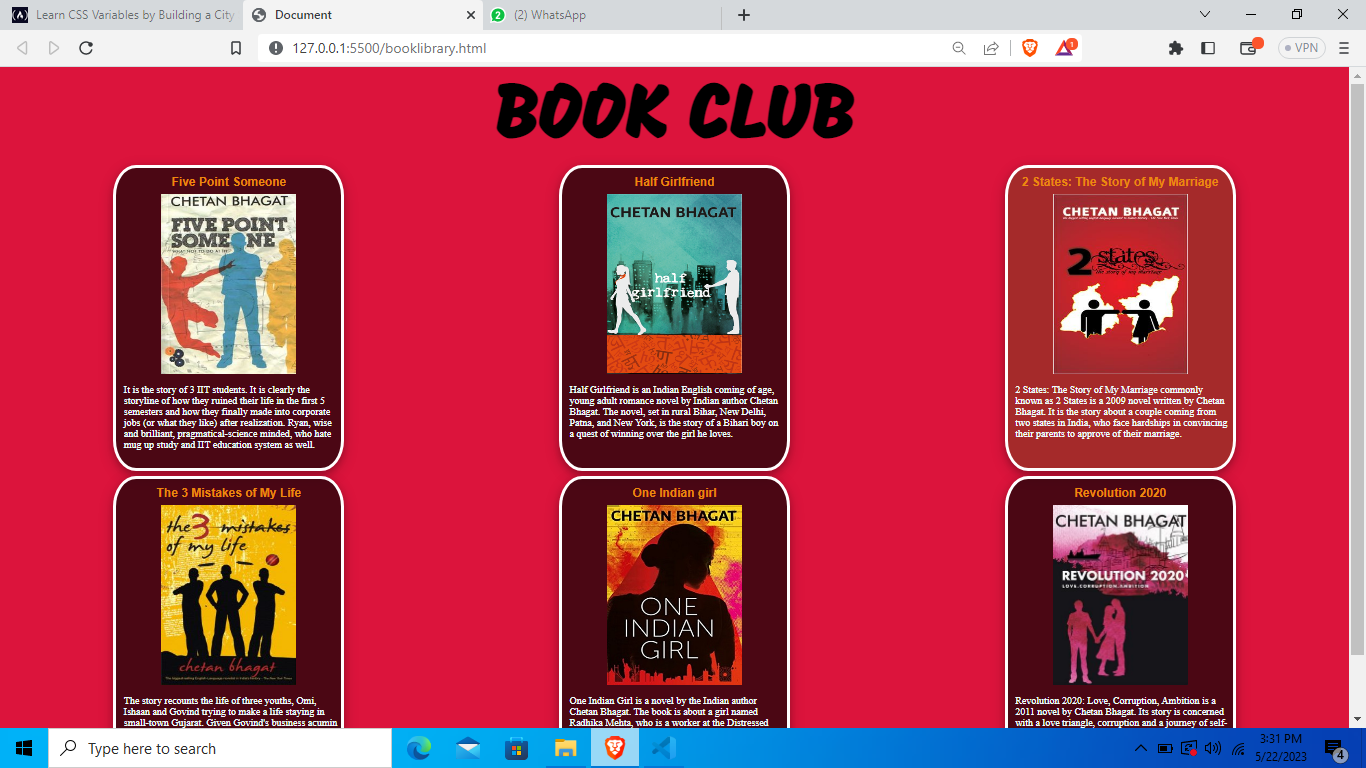 Learn CSS Variables by Building a City
Document
(2) WhatsApp
127.0.0.1:5500/booklibrary.html
1
VPN
BOOK CLUB
Five Point Someone
CHETAN BHAGAT
FIVE POINT
SOMEONE
WHAT NOT TO DO AT IIT
It is the story of 3 IIT students. It is clearly the
storyline of how they ruined their life in the first 5
semesters and how they finally made into corporate
jobs (or what they like) after realization. Ryan, wise
and brilliant, pragmatical-science minded, who hate
mug up study and IIT education system as well.
Half Girlfriend
CHETAN BHAGAT
half
girlfriend
Half Girlfriend is an Indian English coming of age,
young adult romance novel by Indian author Chetan
Bhagat. The novel, set in rural Bihar, New Delhi,
Patna, and New York, is the story of a Bihari boy on
a quest of winning over the girl he loves.
2 States: The Story of My Marriage
CHETAN BHAGAT
2 states
the story of my marriage
2 States: The Story of My Marriage commonly
known as 2 States is a 2009 novel written by Chetan
Bhagat. It is the story about a couple coming from
two states in India, who face hardships in convincing
their parents to approve of their marriage.
The 3 Mistakes of My Life
the 3 mistakes
of my life
chetan bhagat
The story recounts the life of three youths, Omi,
Ishaan and Govind trying to make a life staying in
small-town Gujarat. Given Govind's business acumin
One Indian girl
CHETAN BHAGAT
ONE
INDIAN
GIRL
One Indian Girl is a novel by the Indian author
Chetan Bhagat. The book is about a girl named
Radhika Mehta, who is a worker at the Distressed
Revolution 2020
CHETAN BHAGAT
REVOLUTION 2020
LOVE.CORRUPTION.AMBITION
Revolution 2020: Love, Corruption, Ambition is a
2011 novel by Chetan Bhagat. Its story is concerned
with a love triangle, corruption and a journey of self-
Type here to search
3:31 PM
5/22/2023
4